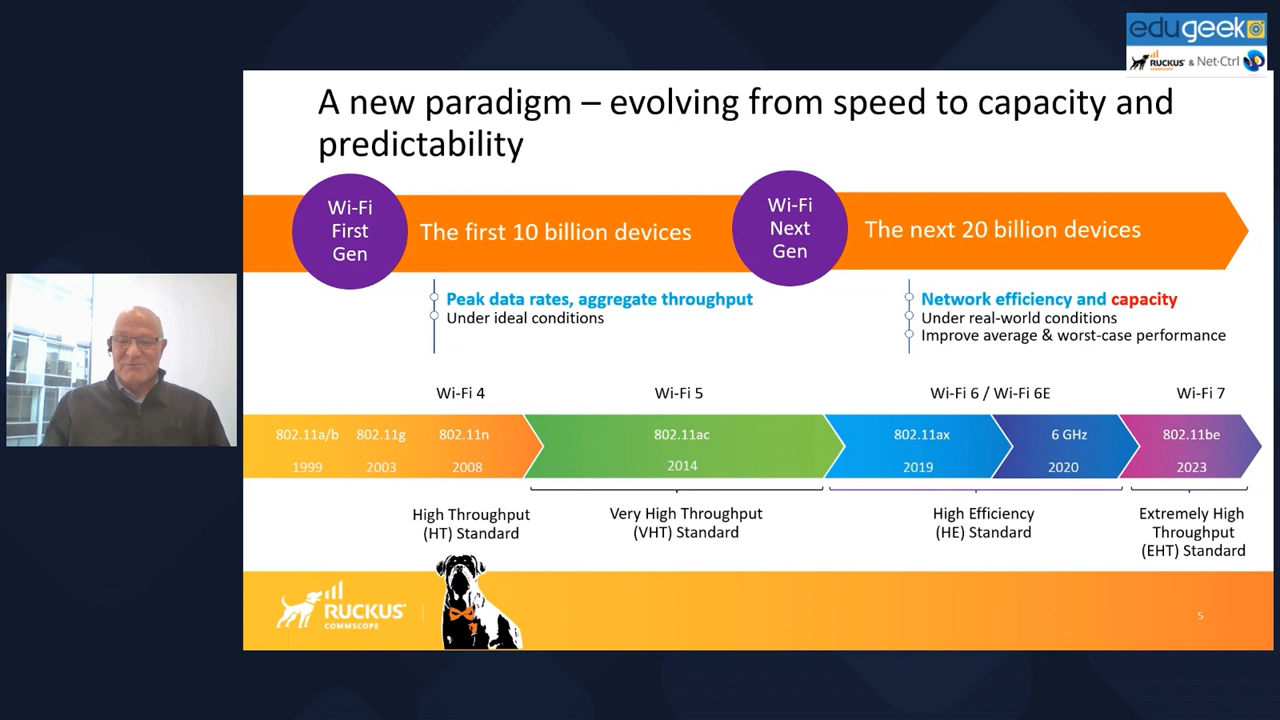 edugeek
RUCKUS & Net-Ctrl
COMMSCOPE
A new paradigm – evolving from speed to capacity and
predictability
Wi-Fi
First
Gen
The first 10 billion devices
Wi-Fi
Next
Gen
The next 20 billion devices
Peak data rates, aggregate throughput
Under ideal conditions
Network efficiency and capacity
Under real-world conditions
Improve average & worst-case performance
Wi-Fi 4
Wi-Fi 5
Wi-Fi 6 / Wi-Fi 6E
Wi-Fi 7
802.11a/b
802.11g
802.11n
802.11ac
802.11ax
6 GHz
802.11be
1999
2003
2008
2014
2019
2020
2023
High Throughput
(HT) Standard
Very High Throughput
(VHT) Standard
High Efficiency
(HE) Standard
Extremely High
Throughput
(EHT) Standard
RUCKUS
COMMSCOPE
5